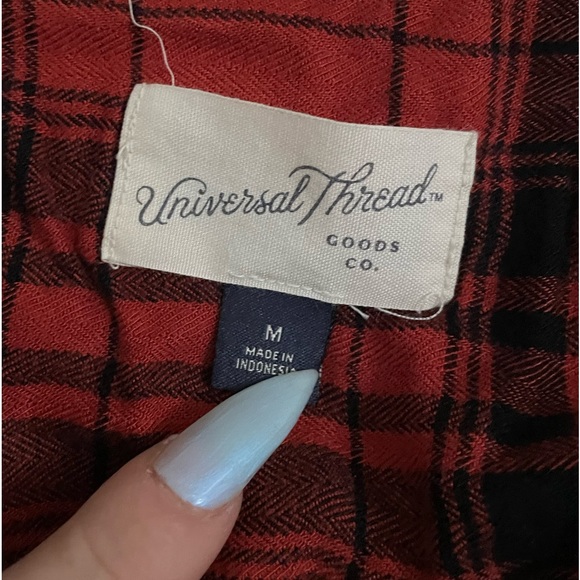 Universal Thread™
GOODS
CO.
M
MADE IN
INDONESIA